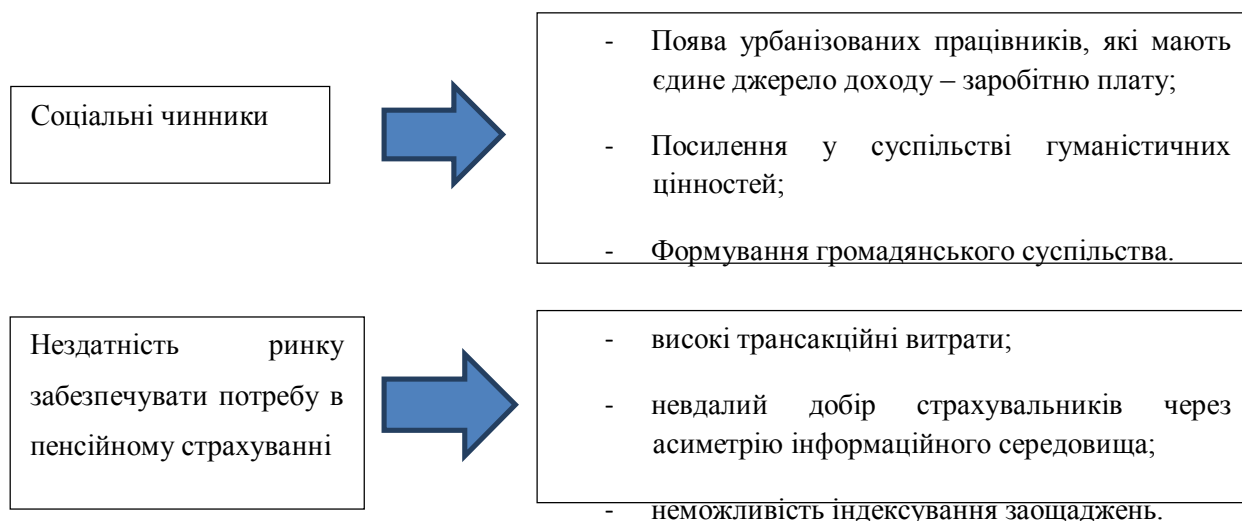 Соціальні чинники
- Поява урбанізованих працівників, які мають
єдине джерело доходу – заробітню плату;
- Посилення у суспільстві гуманістичних
цінностей;
- Формування громадянського суспільства.
Нездатність ринку
забезпечувати потребу в
пенсійному страхуванні
- високі трансакційні витрати;
- невдалий добір страхувальників через
асиметрію інформаційного середовища;
- неможливість індексування заощаджень.